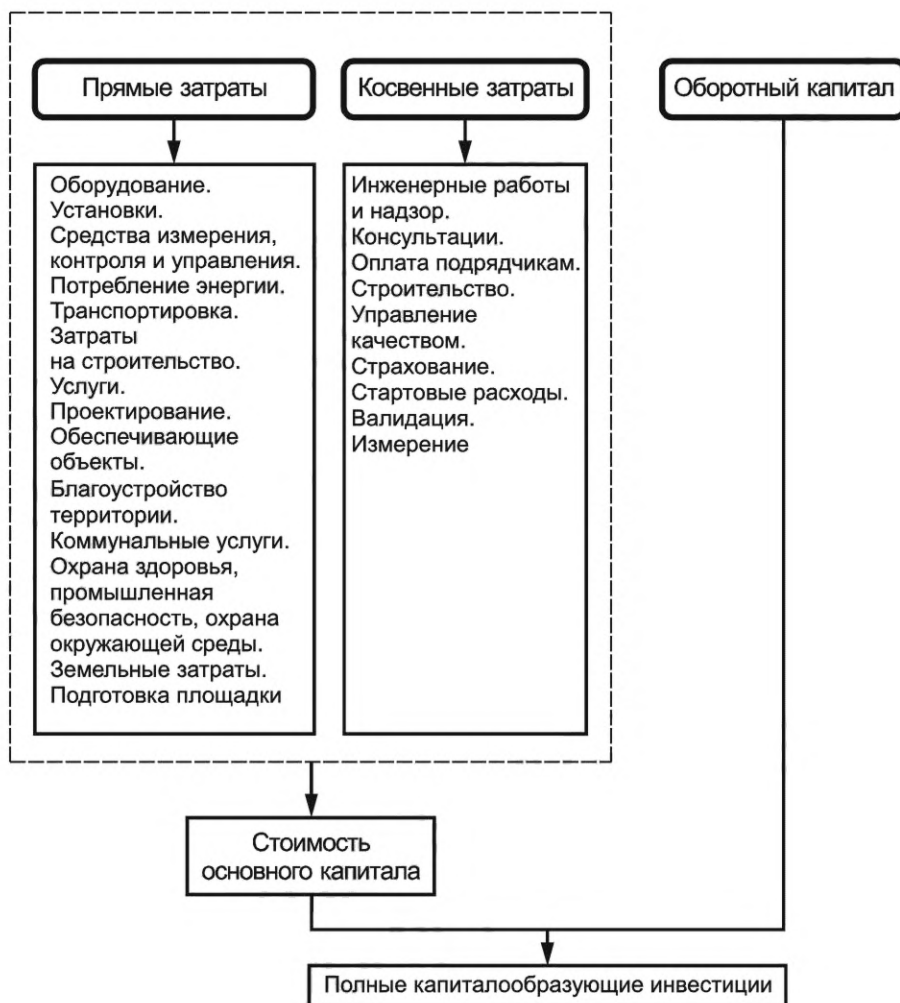 Прямые затраты
Косвенные затраты
Оборотный капитал
Оборудование.
Установки.
Средства измерения,
контроля и управления.
Потребление энергии.
Транспортировка.
Затраты
на строительство.
Услуги.
Проектирование.
Обеспечивающие
объекты.
Благоустройство
территории.
Коммунальные услуги.
Охрана здоровья,
промышленная
безопасность, охрана
окружающей среды.
Земельные затраты.
Подготовка площадки
Инженерные работы
и надзор.
Консультации.
Оплата подрядчикам.
Строительство.
Управление
качеством.
Страхование.
Стартовые расходы.
Валидация.
Измерение
Стоимость
основного капитала
Полные капиталообразующие инвестиции